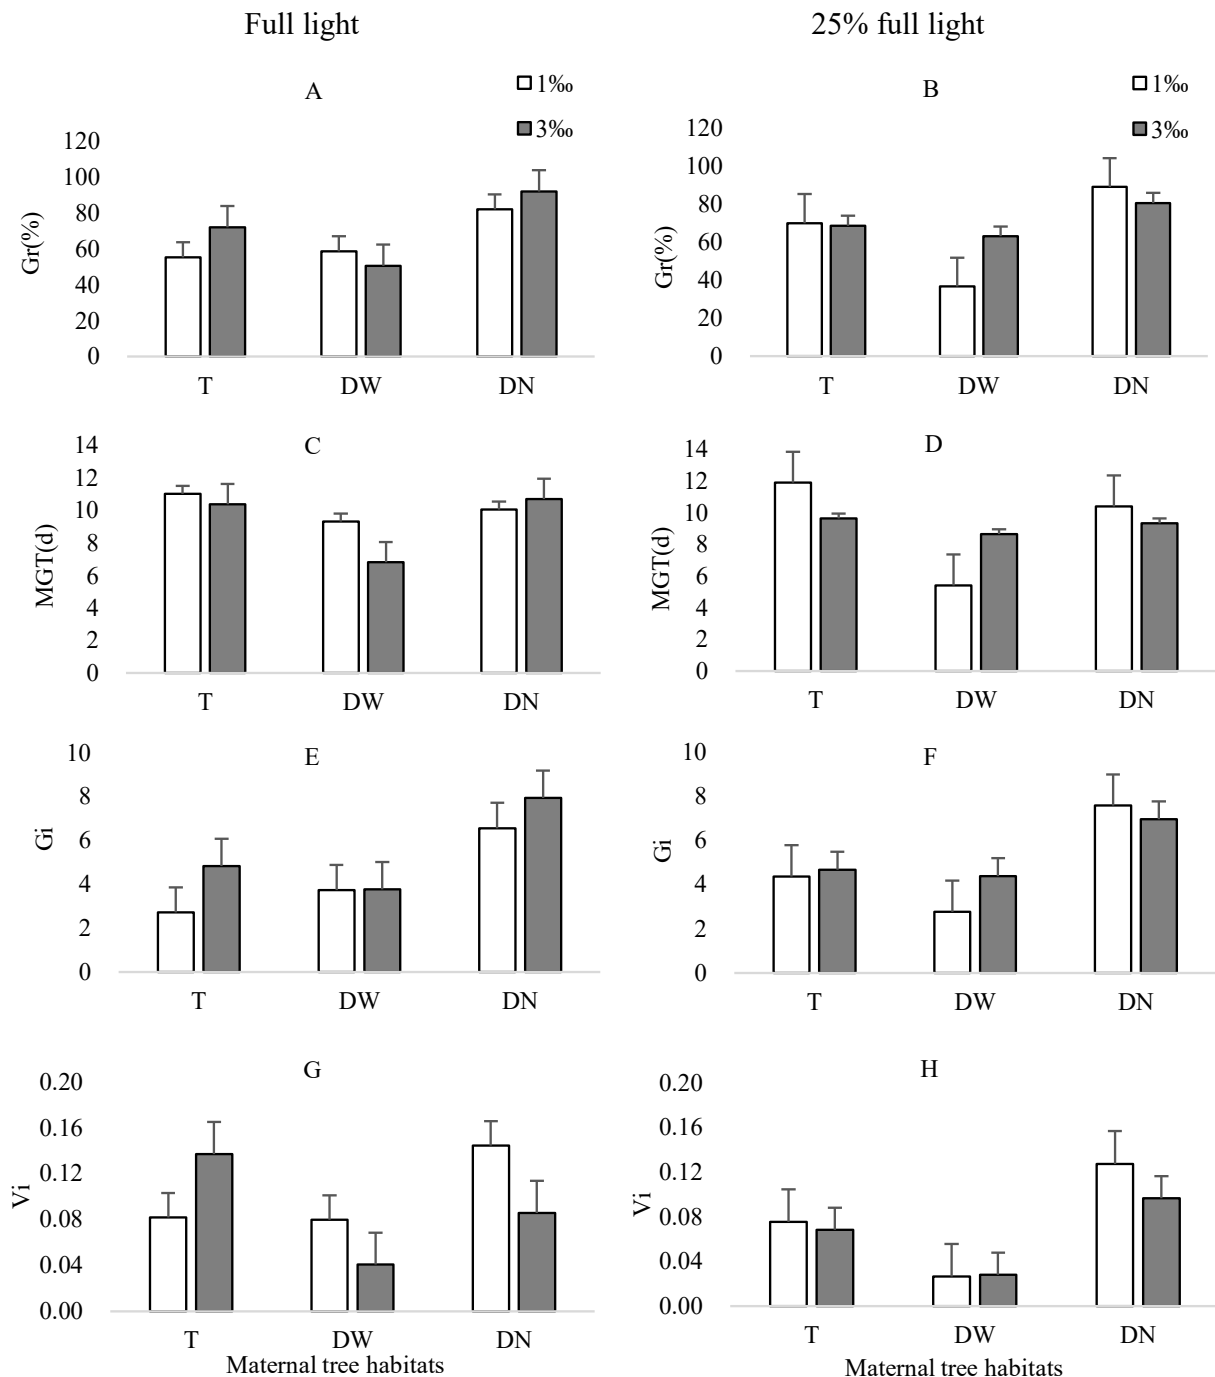 Full light
25% full light
A
1‰
3‰
120
100
80
60
40
20
0
Gr(%)
T DW DN
B
1‰
3‰
120
100
80
60
40
20
0
Gr(%)
T DW DN
C
14
12
10
8
6
4
2
0
MGT(d)
T DW DN
D
14
12
10
8
6
4
2
0
MGT(d)
T DW DN
E
10
8
6
4
2
0
Gi
T DW DN
F
10
8
6
4
2
0
Gi
T DW DN
G
0.20
0.16
0.12
0.08
0.04
0.00
Vi
T DW DN
Maternal tree habitats
H
0.20
0.16
0.12
0.08
0.04
0.00
Vi
T DW DN
Maternal tree habitats